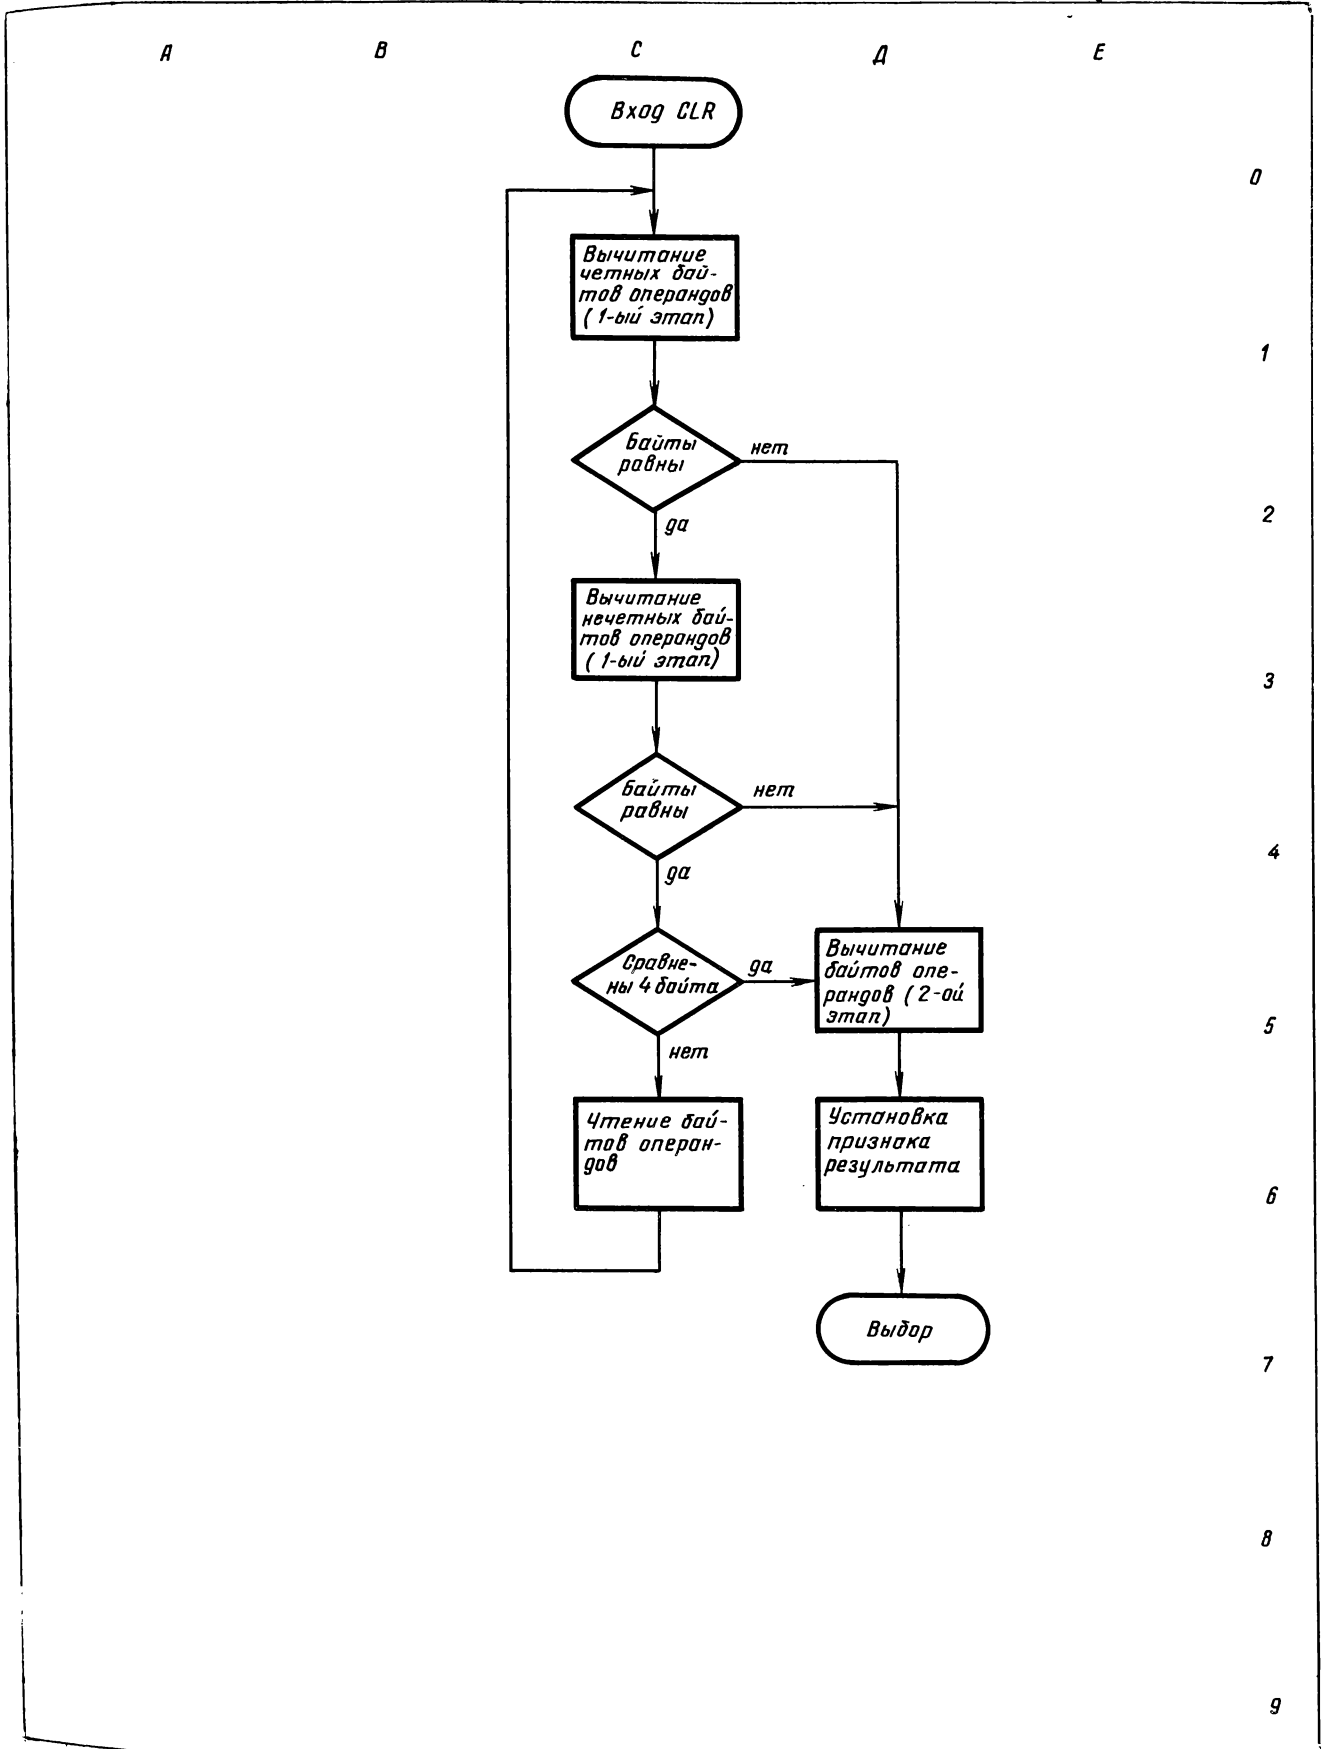 А В С Д Е
Вход CLR
0
Вычитание
четных бай-
тов операндов
(1-ый этап)
1
Байты
равны
нет
2
да
Вычитание
нечетных бай-
тов операндов
(1-ый этап)
3
Байты
равны
нет
4
да
Сравне-
ны 4 байта
да
Вычитание
байтов опе-
рандов (2-ой
этап)
5
нет
Чтение бай-
тов операн-
дов
Установка
признака
результата
6
Выбор
7
8
9